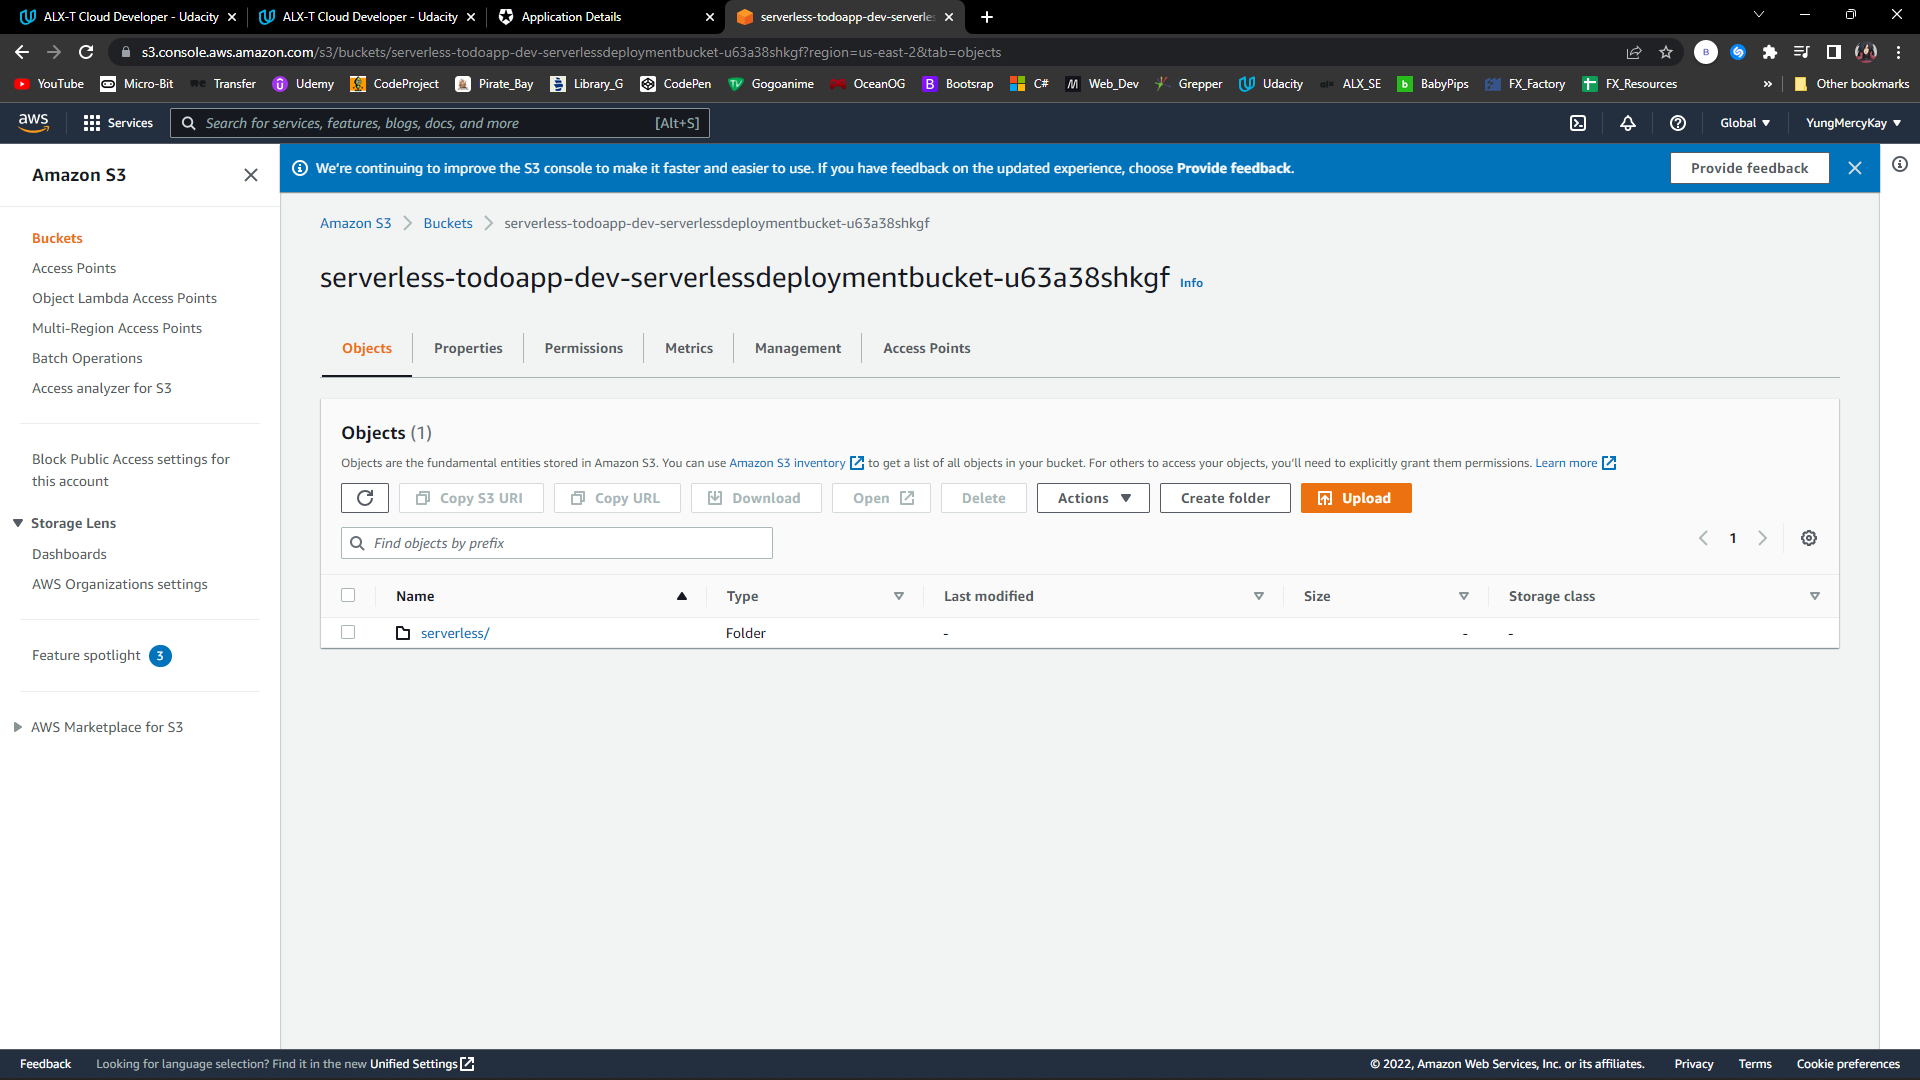 ALX-T Cloud Developer - Udacity
ALX-T Cloud Developer - Udacity
Application Details
serverless-todoapp-dev-serverles
s3.console.aws.amazon.com/s3/buckets/serverless-todoapp-dev-serverlessdeploymentbucket-u63a38shkgf?region=us-east-2&tab=objects
YouTube
Micro-Bit
Transfer
Udemy
CodeProject
Pirate_Bay
Library_G
CodePen
Gogoanime
OceanOG
Bootsrap
C#
Web_Dev
Grepper
Udacity
ALX_SE
BabyPips
FX_Factory
FX_Resources
»
Other bookmarks
aws
Services
Search for services, features, blogs, docs, and more
[Alt+S]
Global
YungMercyKay
Amazon S3
We're continuing to improve the S3 console to make it faster and easier to use. If you have feedback on the updated experience, choose Provide feedback.
Provide feedback
Buckets
Access Points
Object Lambda Access Points
Multi-Region Access Points
Batch Operations
Access analyzer for S3
Block Public Access settings for
this account
Storage Lens
Dashboards
AWS Organizations settings
Feature spotlight 3
AWS Marketplace for S3
Amazon S3
Buckets
serverless-todoapp-dev-serverlessdeploymentbucket-u63a38shkgf
serverless-todoapp-dev-serverlessdeploymentbucket-u63a38shkgf Info
Objects
Properties
Permissions
Metrics
Management
Access Points
Objects (1)
Objects are the fundamental entities stored in Amazon S3. You can use Amazon S3 inventory to get a list of all objects in your bucket. For others to access your objects, you'll need to explicitly grant them permissions. Learn more
Copy S3 URI
Copy URL
Download
Open
Delete
Actions
Create folder
Upload
Find objects by prefix
1
Name
Type
Last modified
Size
Storage class
serverless/
Folder
-
-
-
Feedback
Looking for language selection? Find it in the new Unified Settings
© 2022, Amazon Web Services, Inc. or its affiliates.
Privacy
Terms
Cookie preferences